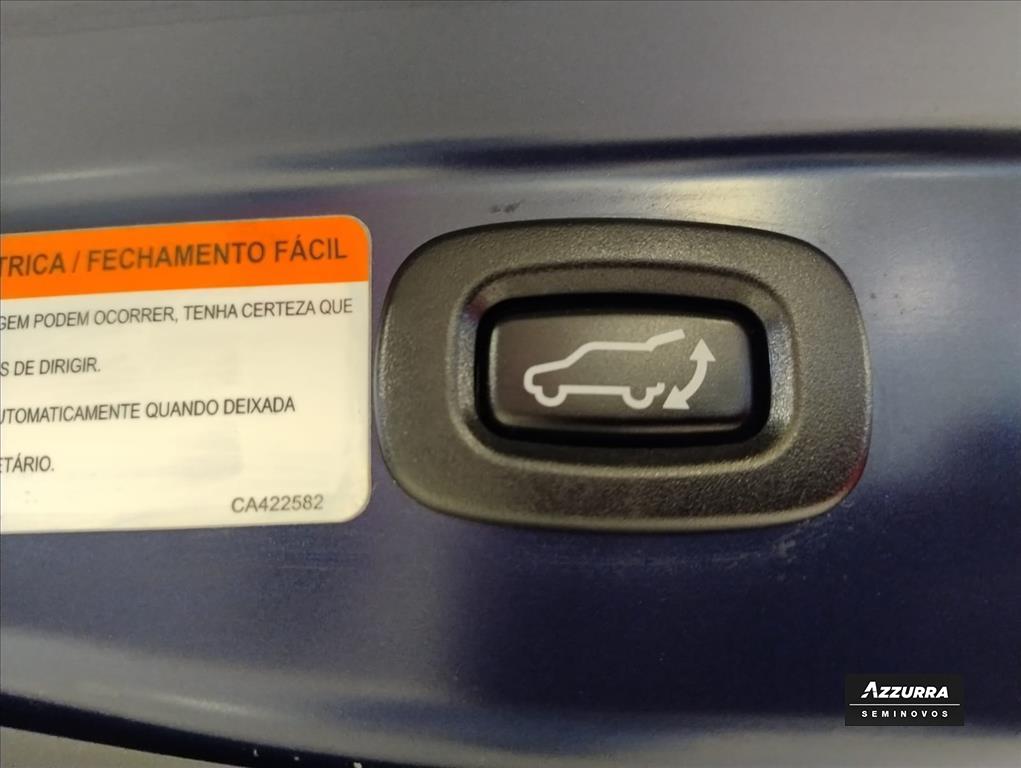 TRICA / FECHAMENTO FÁCIL
GEM PODEM OCORRER, TENHA CERTEZA QUE
S DE DIRIGIR.
UTOMATICAMENTE QUANDO DEIXADA
ETÁRIO.
CA422582
AZZURRA
SEMINOVOS